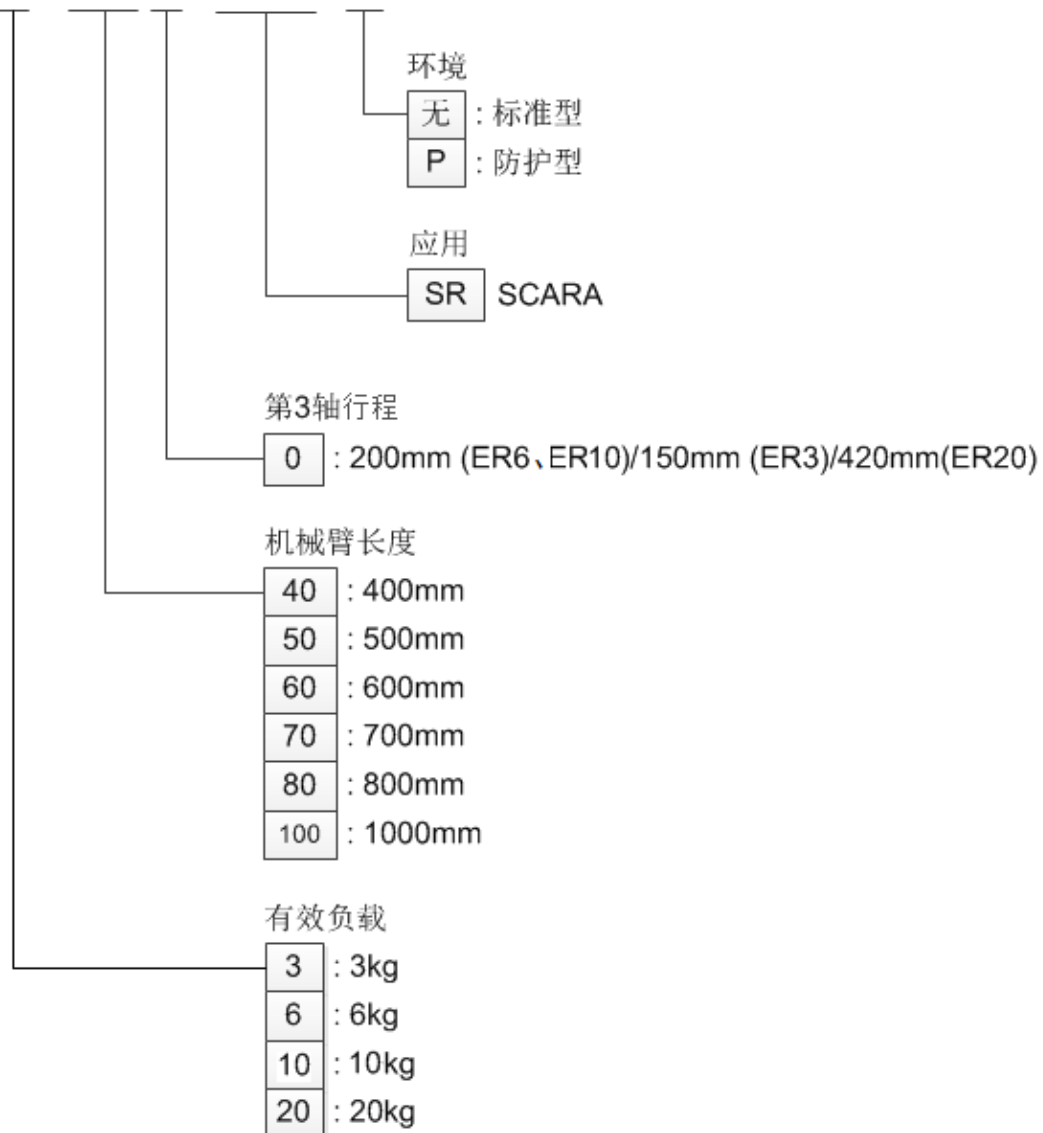 环境
无 : 标准型
P : 防护型
应用
SR SCARA
第3轴行程
0 : 200mm (ER6、ER10)/150mm (ER3)/420mm(ER20)
机械臂长度
40 : 400mm
50 : 500mm
60 : 600mm
70 : 700mm
80 : 800mm
100 : 1000mm
有效负载
3 : 3kg
6 : 6kg
10 : 10kg
20 : 20kg